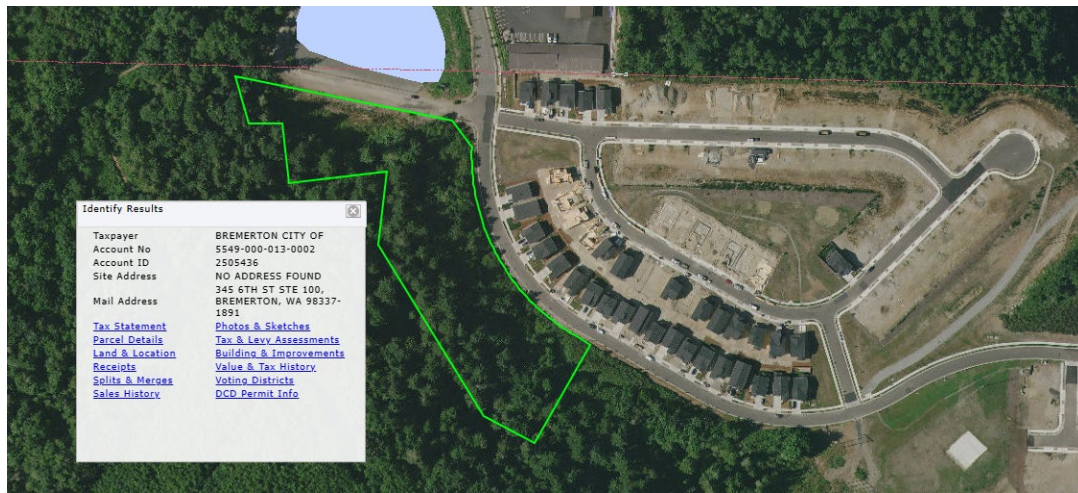 Identify Results
Taxpayer BREMERTON CITY OF
Account No 5549-000-013-0002
Account ID 2505436
Site Address NO ADDRESS FOUND
Mail Address 345 6TH ST STE 100,
BREMERTON, WA 98337-
1891
Tax Statement Photos & Sketches
Parcel Details Tax & Levy Assessments
Land & Location Building & Improvements
Receipts Value & Tax History
Splits & Merges Voting Districts
Sales History DCD Permit Info